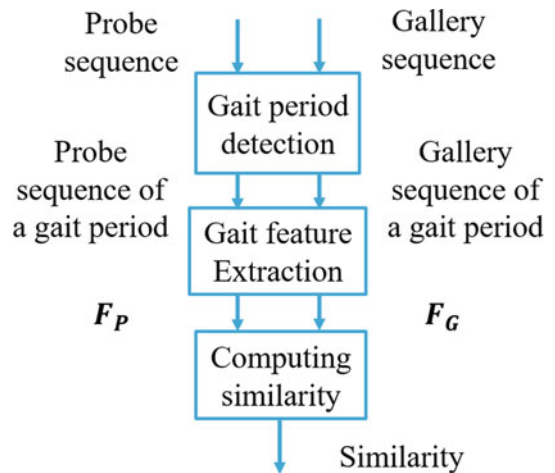 Probe
sequence
Gallery
sequence
Gait period
detection
Probe
sequence of
a gait period
Gallery
sequence of
a gait period
Gait feature
Extraction
F_P
F_G
Computing
similarity
Similarity